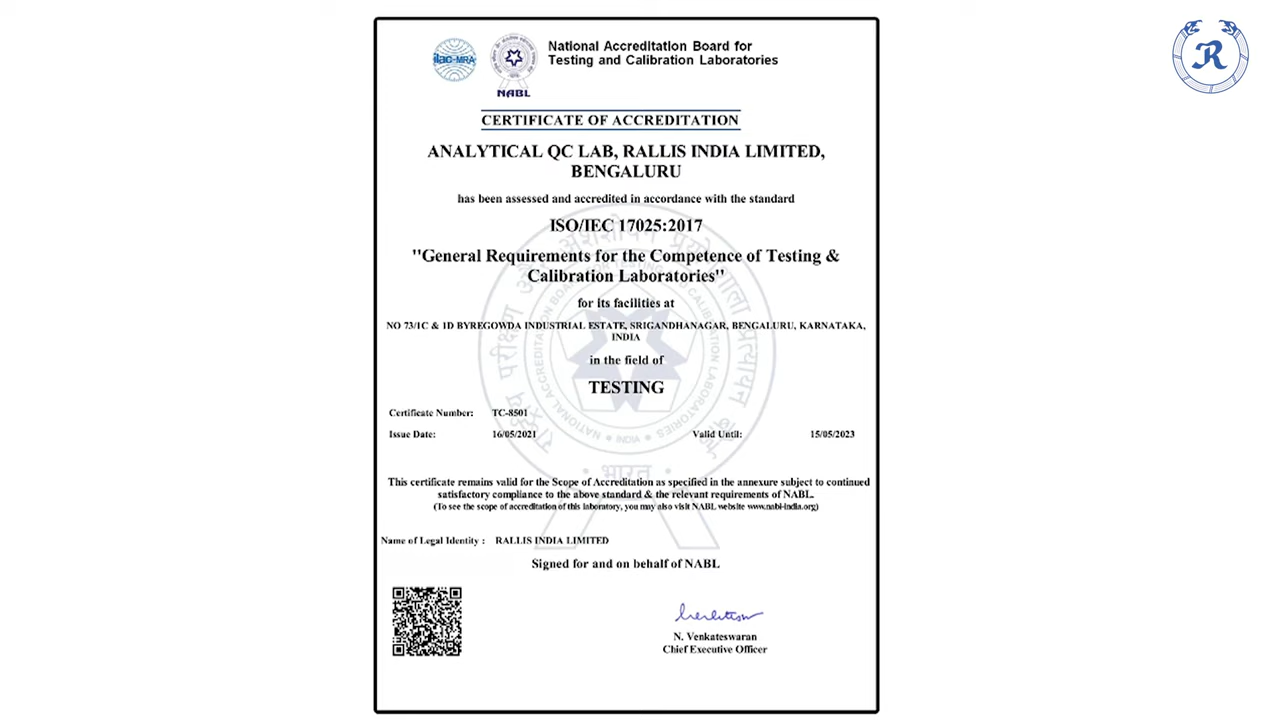 ilac-MRA
NABL
National Accreditation Board for
Testing and Calibration Laboratories
R
CERTIFICATE OF ACCREDITATION
ANALYTICAL QC LAB, RALLIS INDIA LIMITED,
BENGALURU
has been assessed and accredited in accordance with the standard
ISO/IEC 17025:2017
"General Requirements for the Competence of Testing &
Calibration Laboratories"
for its facilities at
NO 73/1C & 1D BYREGOWDA INDUSTRIAL ESTATE, SRIGANDHANAGAR, BENGALURU, KARNATAKA,
INDIA
in the field of
TESTING
Certificate Number: TC-8501
Issue Date: 16/05/2021 Valid Until: 15/05/2023
भारत
This certificate remains valid for the Scope of Accreditation as specified in the annexure subject to continued
satisfactory compliance to the above standard & the relevant requirements of NABL.
(To see the scope of accreditation of this laboratory, you may also visit NABL website www.nabl-india.org)
Name of Legal Identity : RALLIS INDIA LIMITED
Signed for and on behalf of NABL
N. Venkateswaran
Chief Executive Officer